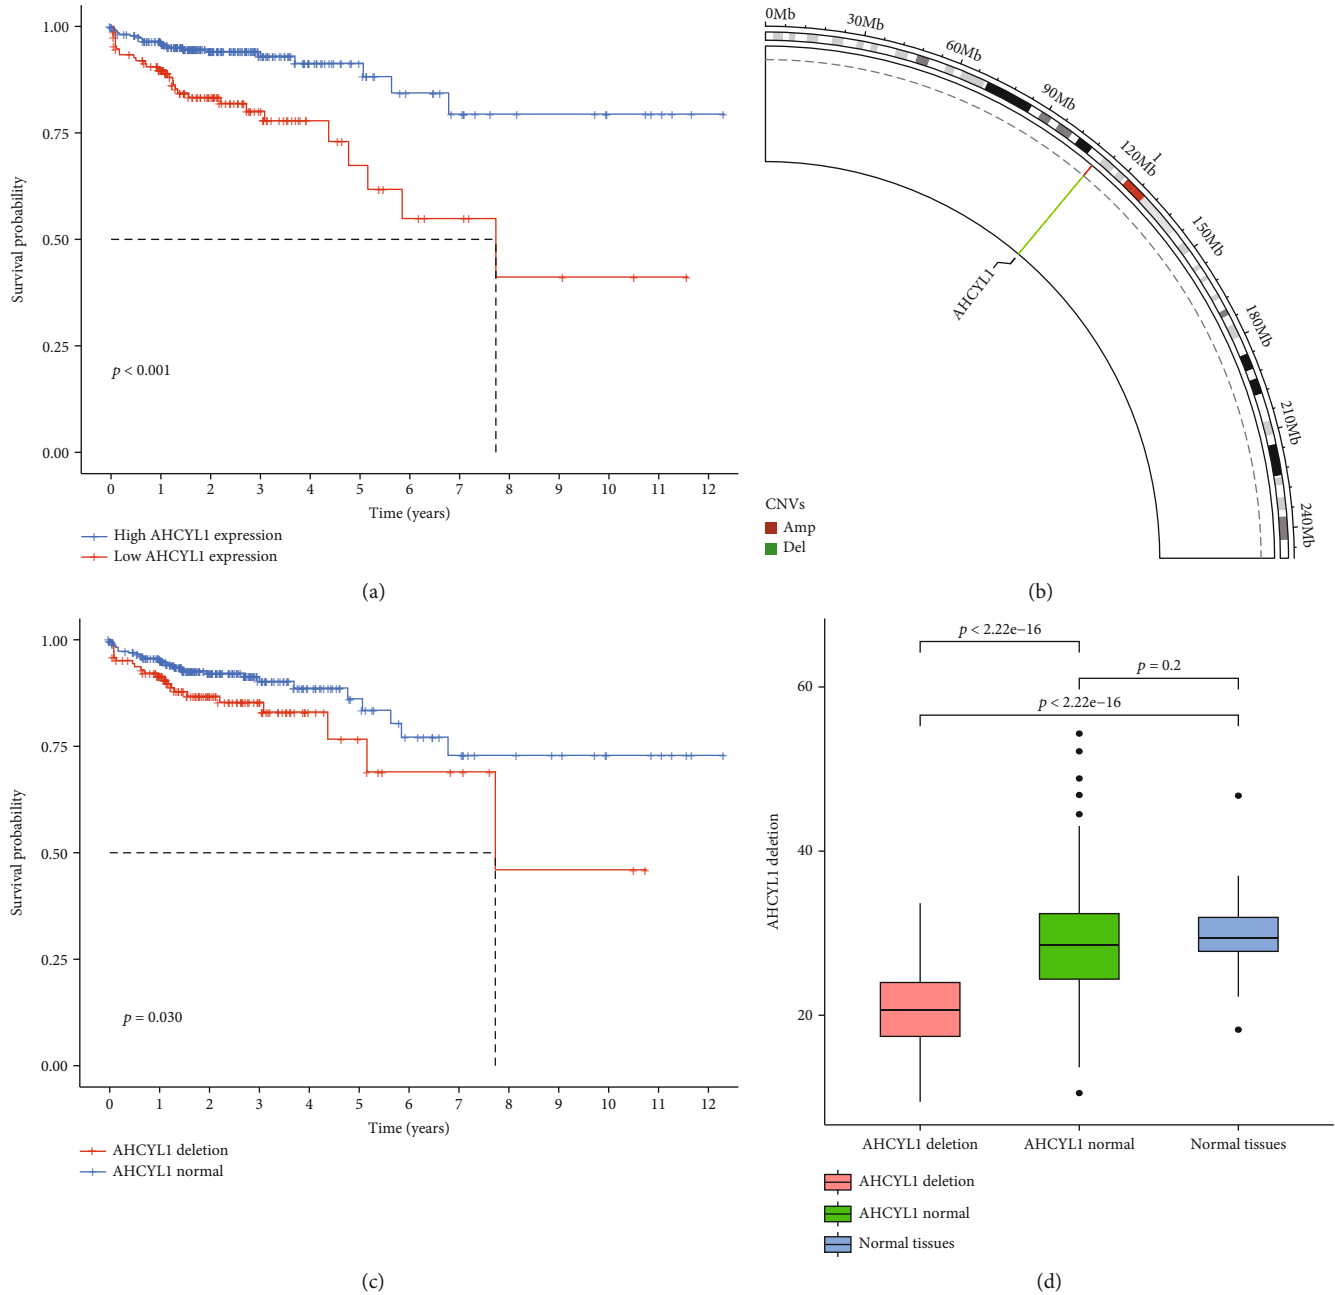 1.00
0.75
0.50
0.25
0.00
Survival probability
p < 0.001
0 1 2 3 4 5 6 7 8 9 10 11 12
Time (years)
High AHCYL1 expression
Low AHCYL1 expression
(a)
0Mb
30Mb
60Mb
90Mb
120Mb
1
150Mb
180Mb
210Mb
240Mb
AHCYL1
CNVs
Amp
Del
(b)
1.00
0.75
0.50
0.25
0.00
Survival probability
p = 0.030
0 1 2 3 4 5 6 7 8 9 10 11 12
Time (years)
AHCYL1 deletion
AHCYL1 normal
(c)
p < 2.22e−16
p = 0.2
p < 2.22e−16
60
40
20
AHCYL1 deletion
AHCYL1 deletion AHCYL1 normal Normal tissues
AHCYL1 deletion
AHCYL1 normal
Normal tissues
(d)